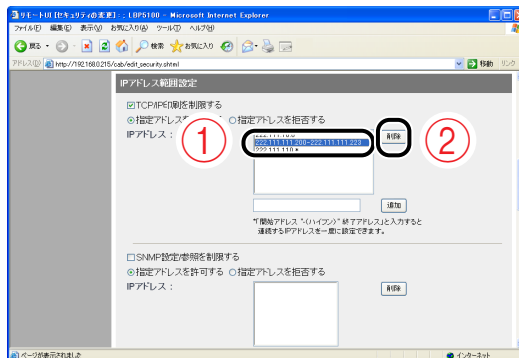 リモートUI [セキュリティの変更] : ; LBP5100 - Microsoft Internet Explorer
ファイル(F) 編集(E) 表示(V) お気に入り(A) ツール(T) ヘルプ(H)
戻る 検索 お気に入り
アドレス(D) http://192.168.0.215/cab/edit_security.shtml 移動 リンク
IPアドレス範囲設定
TCP/IP印刷を制限する
指定アドレスを 指定アドレスを拒否する
IPアドレス :
222.111.111.200-222.111.111.223
222.111.110.*
削除
① ②
追加
*「開始アドレス "-(ハイフン)" 終了アドレス」と入力すると
連続するIPアドレスを一度に設定できます。
SNMP設定/参照を制限する
指定アドレスを許可する 指定アドレスを拒否する
IPアドレス :
削除
ページが表示されました インターネット